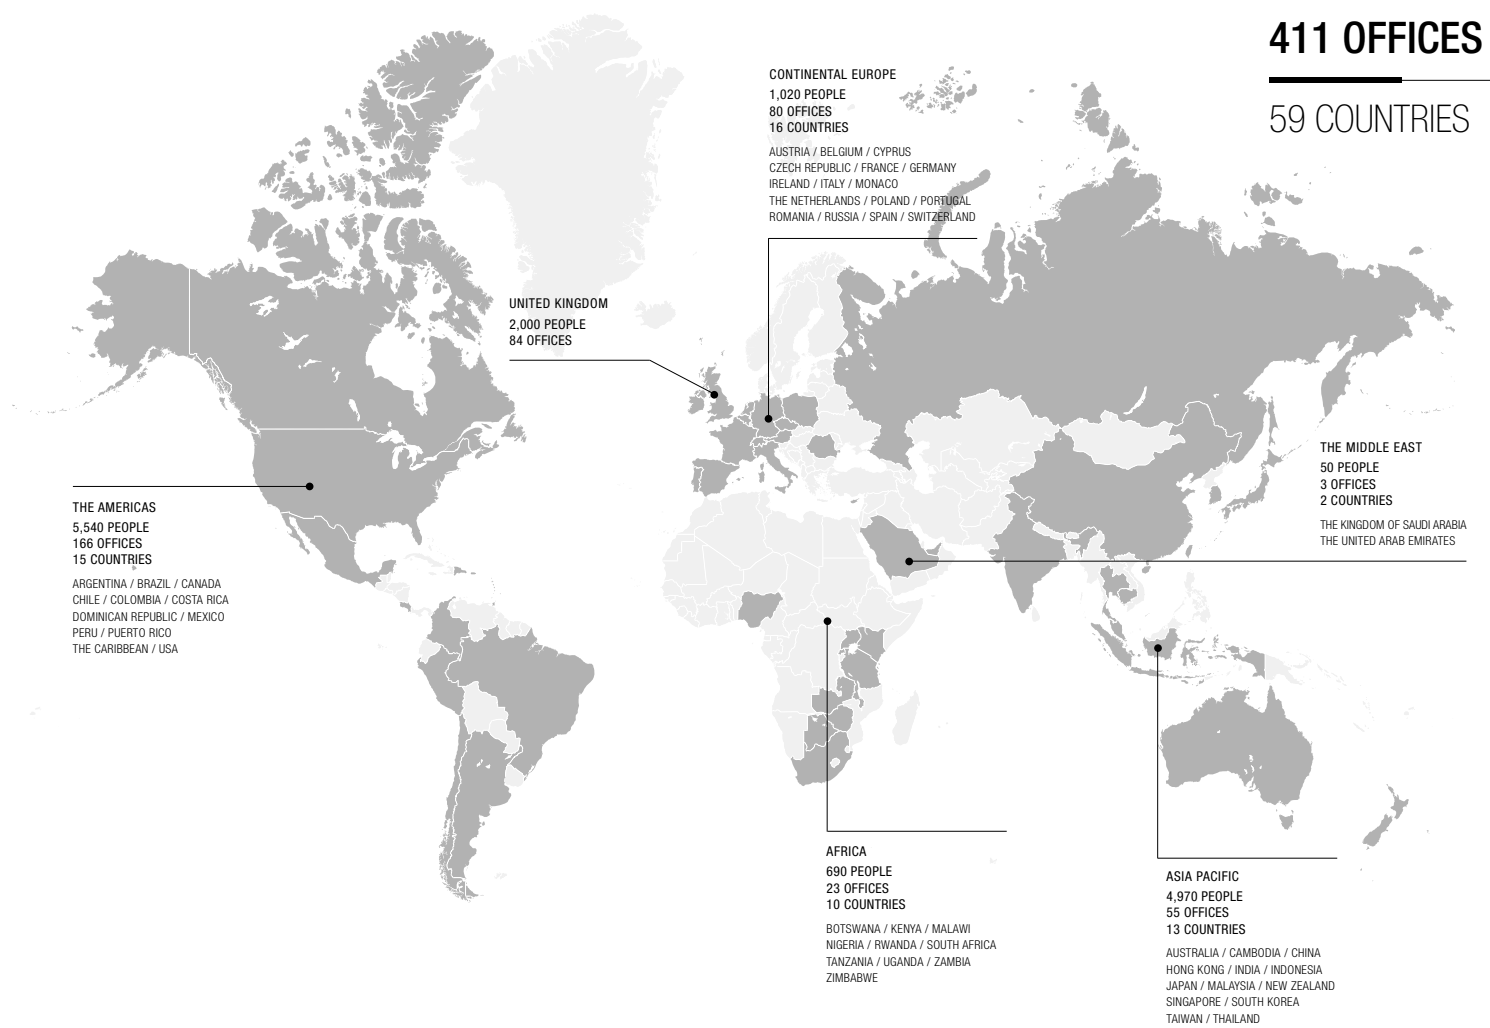 411 OFFICES
59 COUNTRIES
CONTINENTAL EUROPE
1,020 PEOPLE
80 OFFICES
16 COUNTRIES
AUSTRIA / BELGIUM / CYPRUS
CZECH REPUBLIC / FRANCE / GERMANY
IRELAND / ITALY / MONACO
THE NETHERLANDS / POLAND / PORTUGAL
ROMANIA / RUSSIA / SPAIN / SWITZERLAND
UNITED KINGDOM
2,000 PEOPLE
84 OFFICES
THE MIDDLE EAST
50 PEOPLE
3 OFFICES
2 COUNTRIES
THE KINGDOM OF SAUDI ARABIA
THE UNITED ARAB EMIRATES
THE AMERICAS
5,540 PEOPLE
166 OFFICES
15 COUNTRIES
ARGENTINA / BRAZIL / CANADA
CHILE / COLOMBIA / COSTA RICA
DOMINICAN REPUBLIC / MEXICO
PERU / PUERTO RICO
THE CARIBBEAN / USA
AFRICA
690 PEOPLE
23 OFFICES
10 COUNTRIES
BOTSWANA / KENYA / MALAWI
NIGERIA / RWANDA / SOUTH AFRICA
TANZANIA / UGANDA / ZAMBIA
ZIMBABWE
ASIA PACIFIC
4,970 PEOPLE
55 OFFICES
13 COUNTRIES
AUSTRALIA / CAMBODIA / CHINA
HONG KONG / INDIA / INDONESIA
JAPAN / MALAYSIA / NEW ZEALAND
SINGAPORE / SOUTH KOREA
TAIWAN / THAILAND